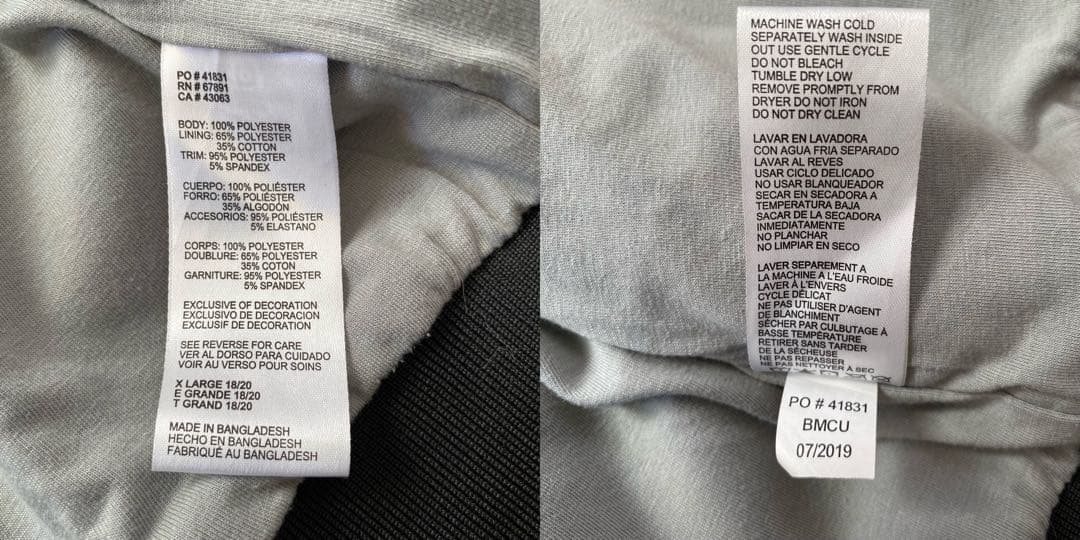 PO # 41831
RN # 67891
CA # 43063
BODY: 100% POLYESTER
LINING: 65% POLYESTER
35% COTTON
TRIM: 95% POLYESTER
5% SPANDEX
CUERPO: 100% POLIÉSTER
FORRO: 65% POLIÉSTER
35% ALGODÓN
ACCESORIOS: 95% POLIÉSTER
5% ELASTANO
CORPS: 100% POLYESTER
DOUBLURE: 65% POLYESTER
35% COTON
GARNITURE: 95% POLYESTER
5% SPANDEX
EXCLUSIVE OF DECORATION
EXCLUSIVO DE DECORACION
EXCLUSIF DE DECORATION
SEE REVERSE FOR CARE
VER AL DORSO PARA CUIDADO
VOIR AU VERSO POUR SOINS
X LARGE 18/20
E GRANDE 18/20
T GRAND 18/20
MADE IN BANGLADESH
HECHO EN BANGLADESH
FABRIQUÉ AU BANGLADESH
MACHINE WASH COLD
SEPARATELY WASH INSIDE
OUT USE GENTLE CYCLE
DO NOT BLEACH
TUMBLE DRY LOW
REMOVE PROMPTLY FROM
DRYER DO NOT IRON
DO NOT DRY CLEAN
LAVAR EN LAVADORA
CON AGUA FRIA SEPARADO
LAVAR AL REVES
USAR CICLO DELICADO
NO USAR BLANQUEADOR
SECAR EN SECADORA A
TEMPERATURA BAJA
SACAR DE LA SECADORA
INMEDIATAMENTE
NO PLANCHAR
NO LIMPIAR EN SECO
LAVER SEPAREMENT A
LA MACHINE A L'EAU FROIDE
LAVER À L'ENVERS
CYCLE DÉLICAT
NE PAS UTILISER D'AGENT
DE BLANCHIMENT
SÉCHER PAR CULBUTAGE À
BASSE TEMPÉRATURE
RETIRER SANS TARDER
DE LA SÉCHEUSE
NE PAS REPASSER
NE PAS NETTOYER À SEC
PO # 41831
BMCU
07/2019